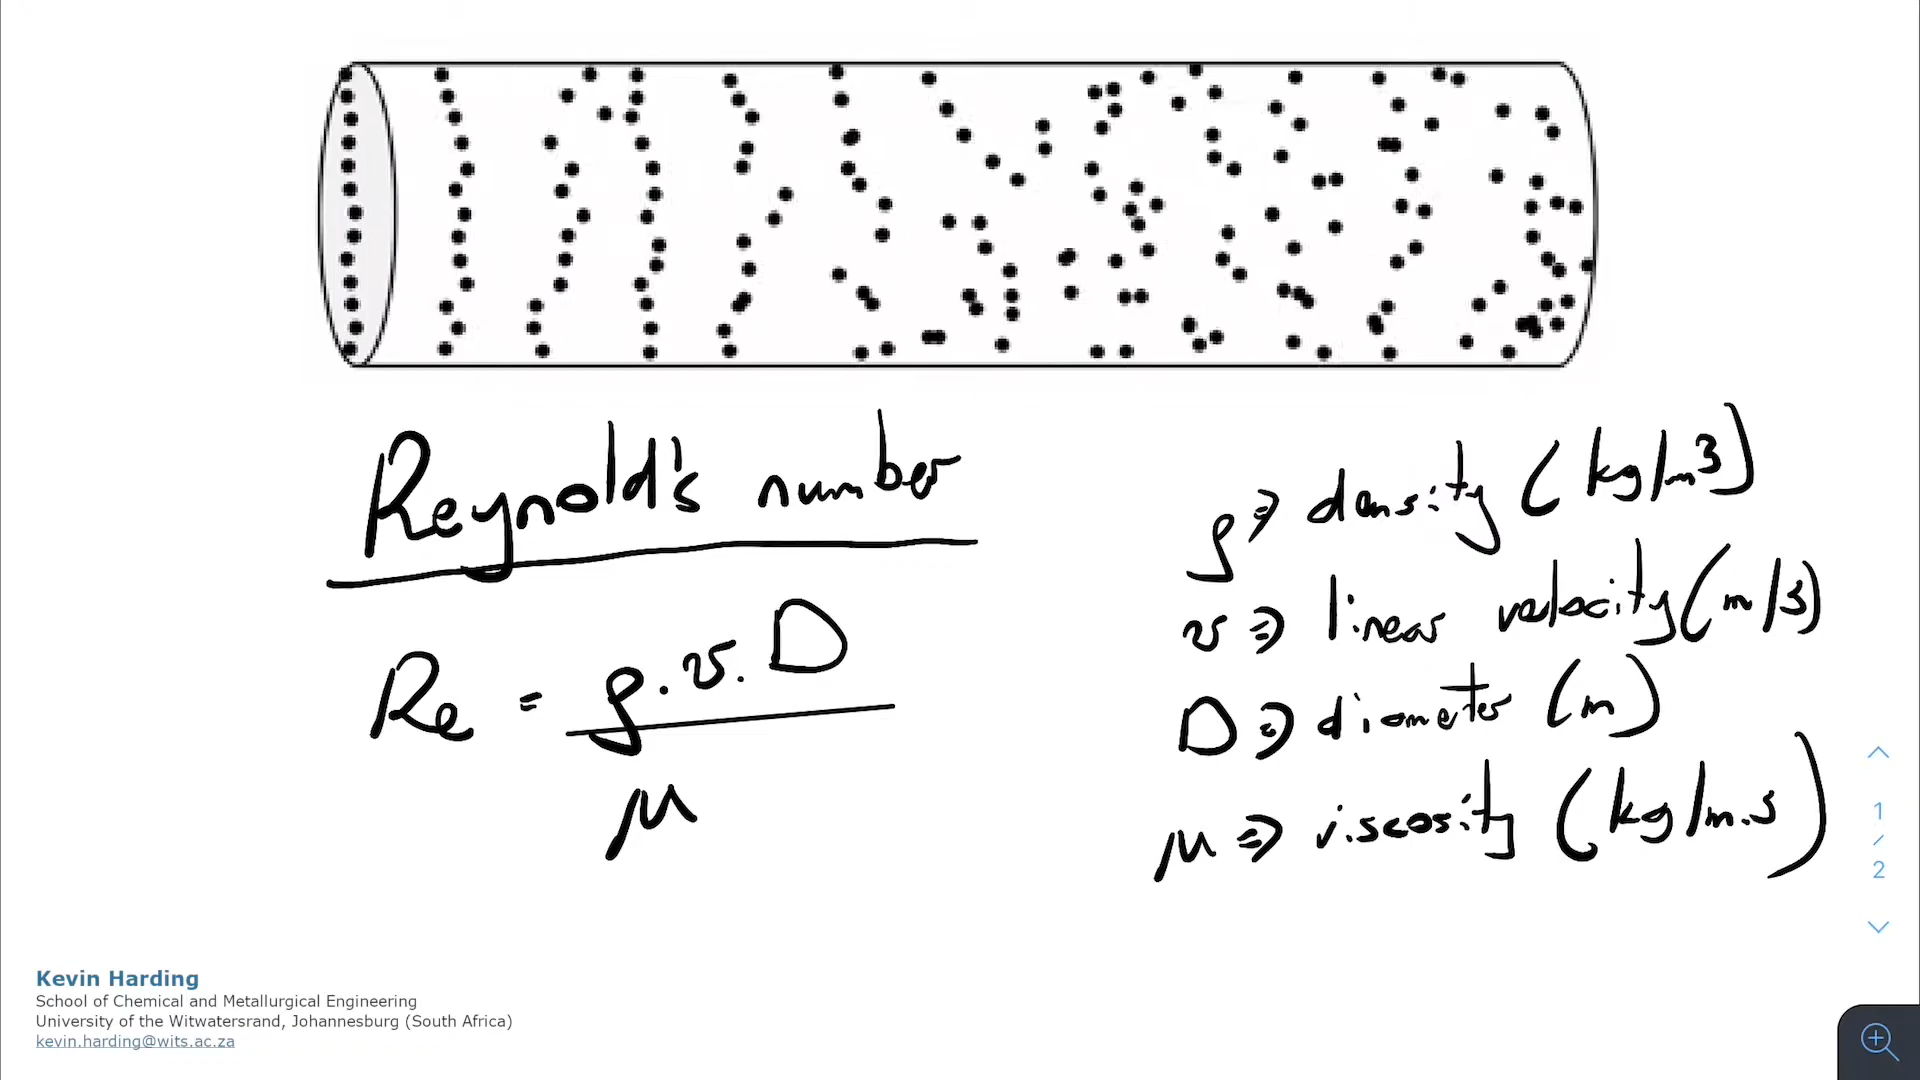 Reynold's number
Re = ρ.v.D
μ
ρ ⇒ density (kg/m3)
v ⇒ linear velocity (m/s)
D ⇒ diameter (m)
μ ⇒ viscosity (kg/m.s)
1
/
2
Kevin Harding
School of Chemical and Metallurgical Engineering
University of the Witwatersrand, Johannesburg (South Africa)
kevin.harding@wits.ac.za